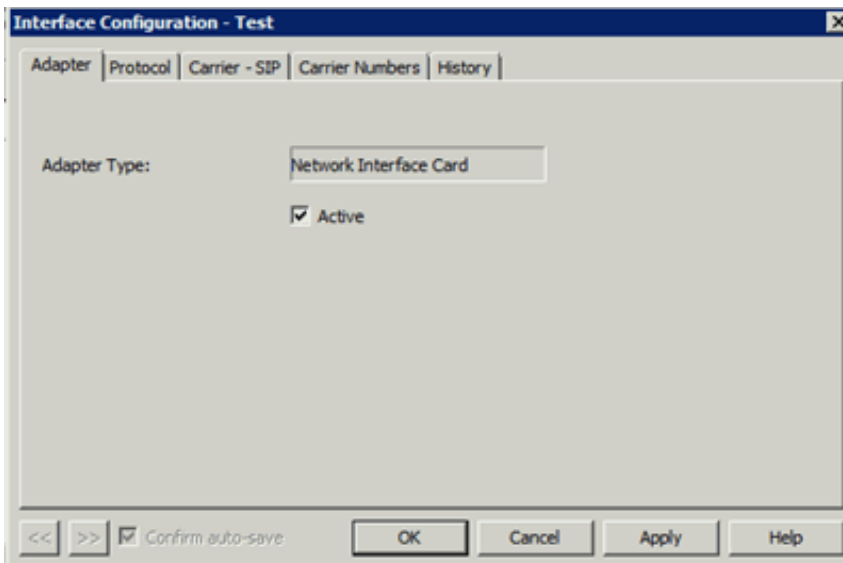 Interface Configuration - Test
Adapter Protocol Carrier - SIP Carrier Numbers History
Adapter Type: Network Interface Card
Active
<< >> Confirm auto-save OK Cancel Apply Help